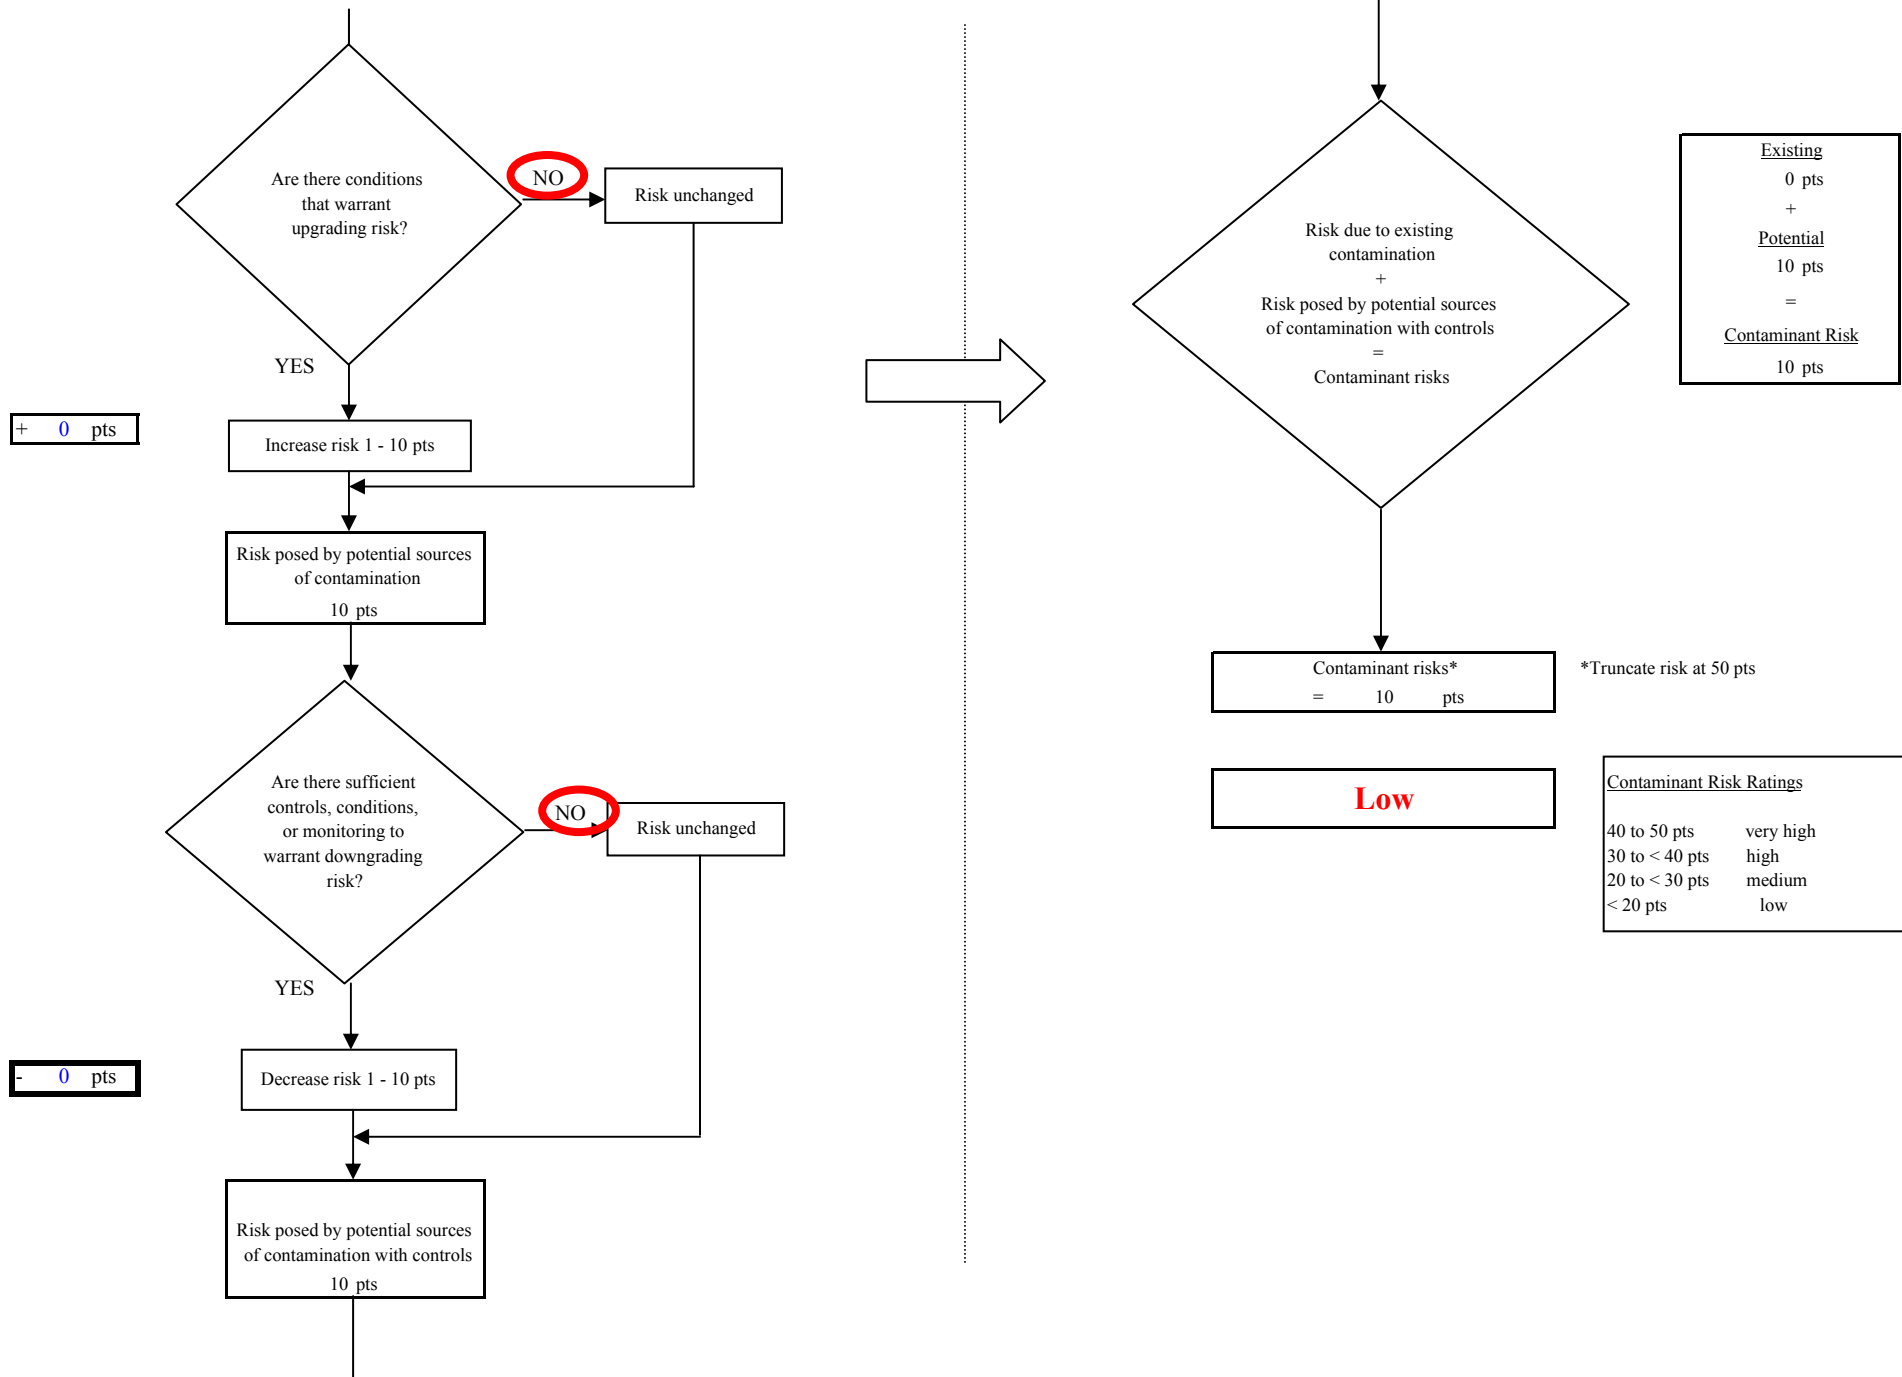 Are there conditions
that warrant
upgrading risk?
NO
Risk unchanged
YES
+ 0 pts
Increase risk 1 - 10 pts
Risk posed by potential sources
of contamination
10 pts
Are there sufficient
controls, conditions,
or monitoring to
warrant downgrading
risk?
NO
Risk unchanged
YES
- 0 pts
Decrease risk 1 - 10 pts
Risk posed by potential sources
of contamination with controls
10 pts
Risk due to existing
contamination
+
Risk posed by potential sources
of contamination with controls
=
Contaminant risks
Existing
0 pts
+
Potential
10 pts
=
Contaminant Risk
10 pts
Contaminant risks*
= 10 pts
*Truncate risk at 50 pts
Low
Contaminant Risk Ratings
40 to 50 pts very high
30 to < 40 pts high
20 to < 30 pts medium
< 20 pts low